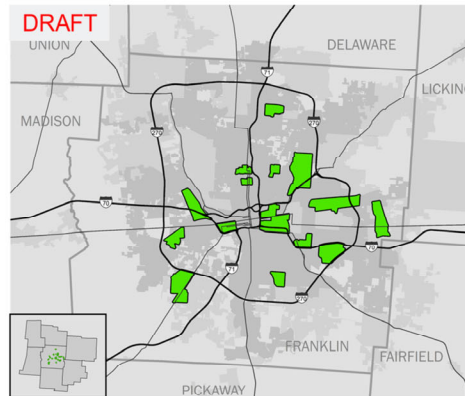 DRAFT
UNION
DELAWARE
71
LICKING
MADISON
270
270
70
70
71
270
FRANKLIN
FAIRFIELD
PICKAWAY